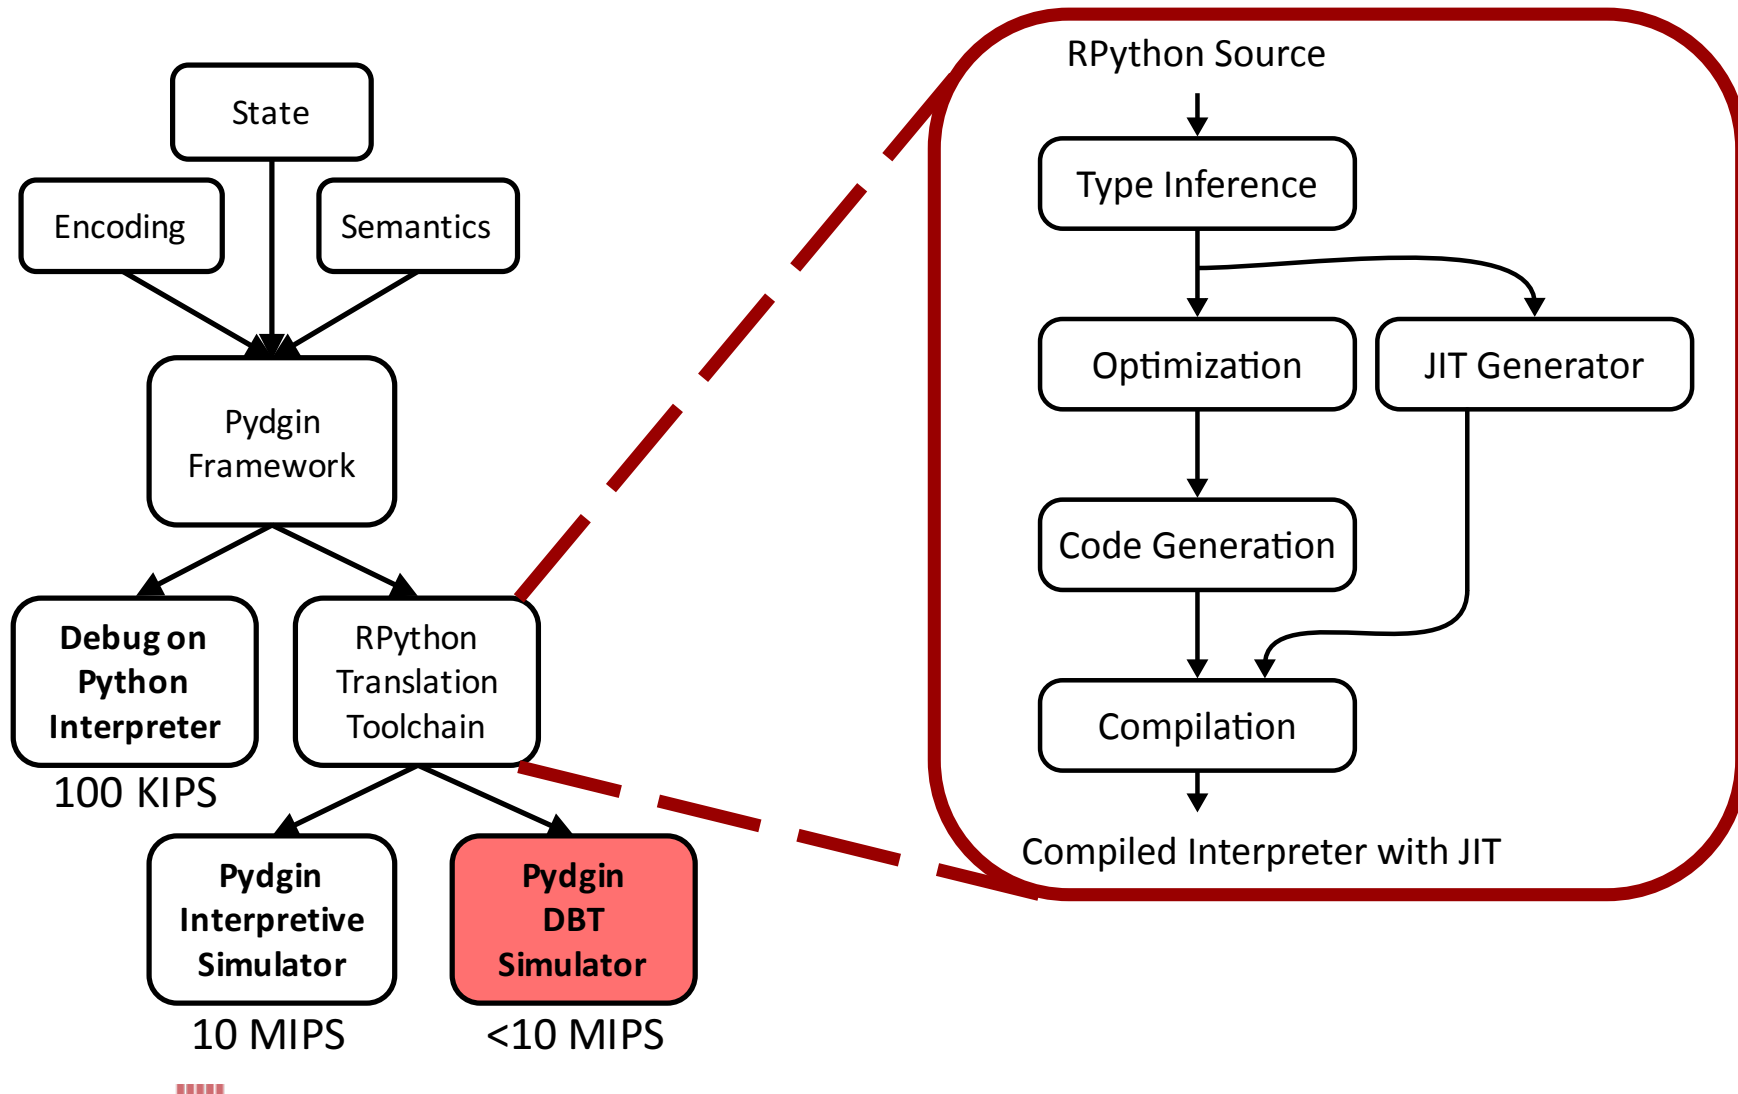 State
Encoding
Semantics
Pydgin
Framework
Debug on
Python
Interpreter
100 KIPS
RPython
Translation
Toolchain
Pydgin
Interpretive
Simulator
10 MIPS
Pydgin
DBT
Simulator
<10 MIPS
RPython Source
Type Inference
Optimization
JIT Generator
Code Generation
Compilation
Compiled Interpreter with JIT